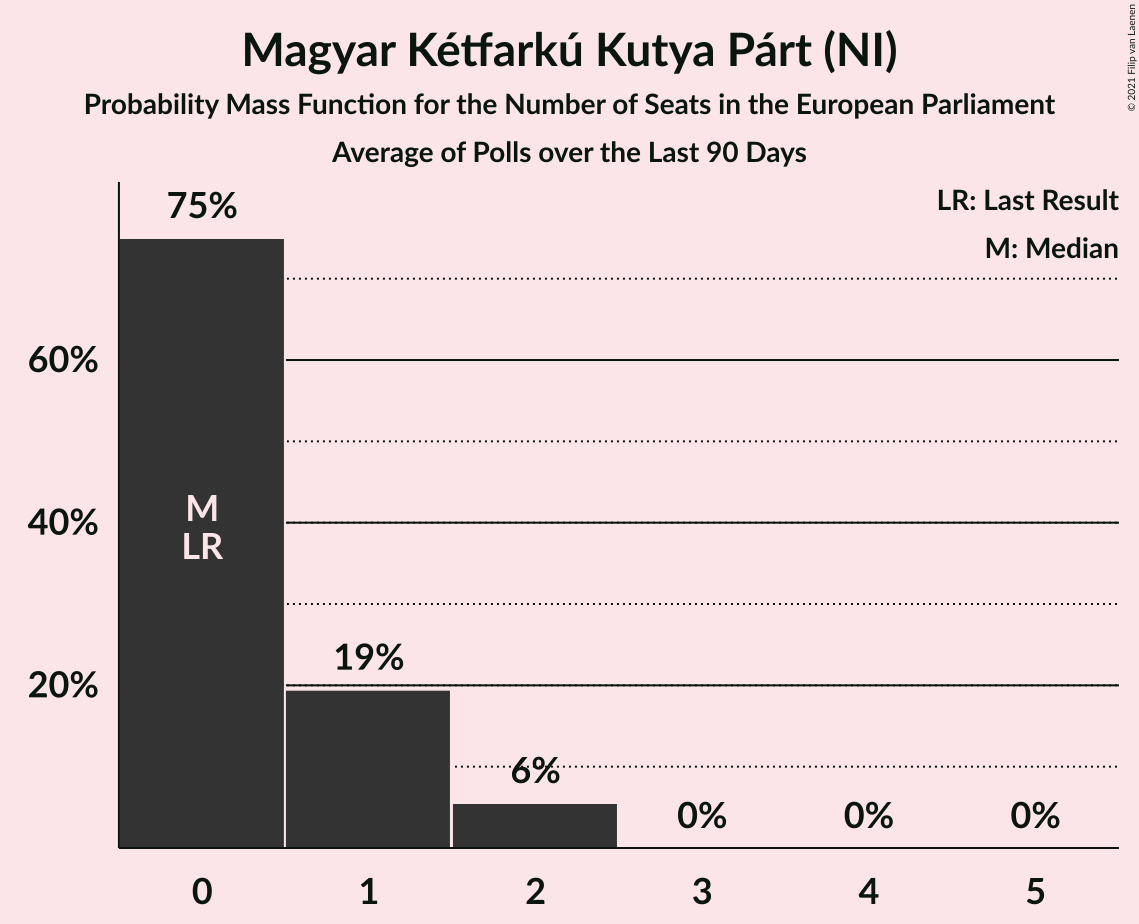 Magyar Kétfarkú Kutya Párt (NI)
Probability Mass Function for the Number of Seats in the European Parliament
Average of Polls over the Last 90 Days
© 2021 Filip van Laenen
LR: Last Result
M: Median
75%
60%
M
40%
LR
19%
20%
6%
0%
0%
0%
0 1 2 3 4 5